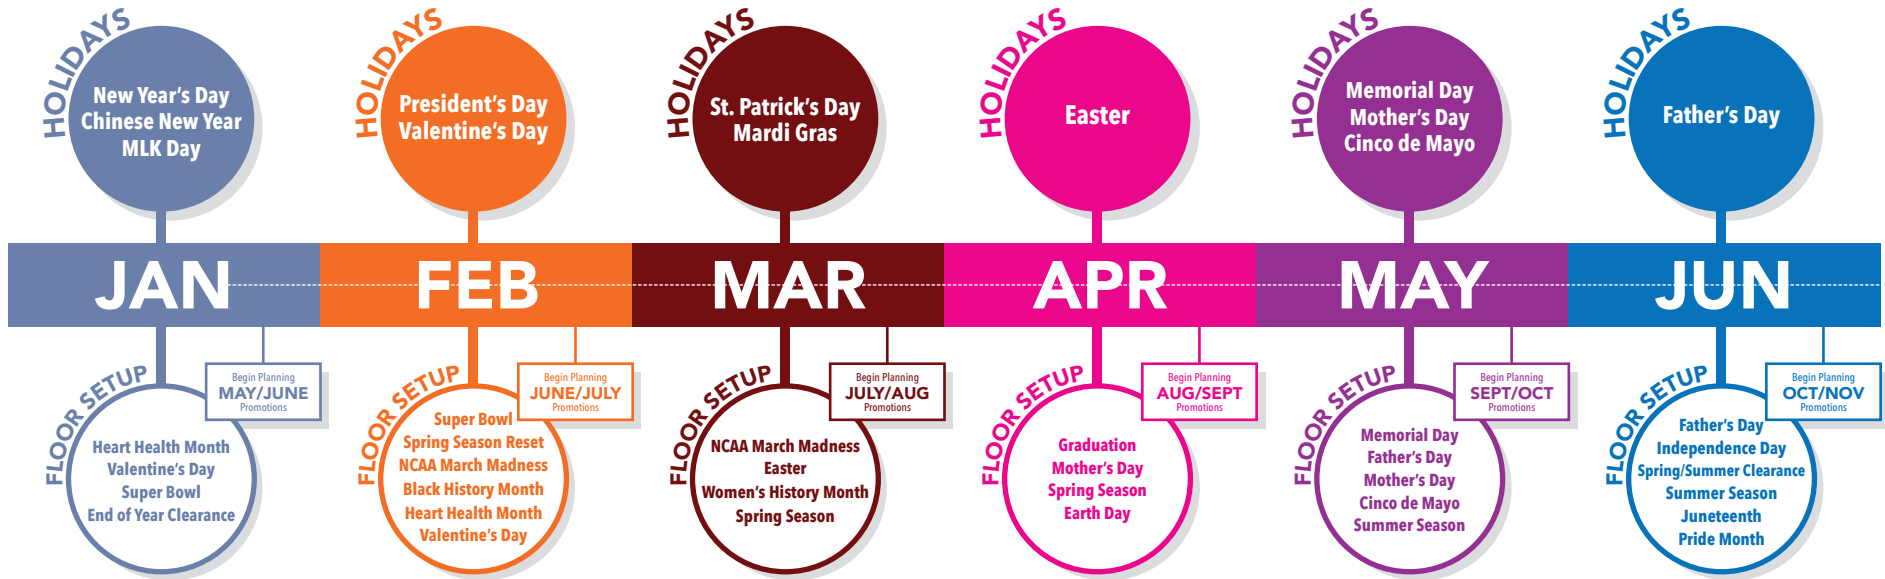 HOLIDAYS
New Year's Day
Chinese New Year
MLK Day
JAN
Begin Planning
MAY/JUNE
Promotions
FLOOR SETUP
Heart Health Month
Valentine's Day
Super Bowl
End of Year Clearance
HOLIDAYS
President's Day
Valentine's Day
FEB
Begin Planning
JUNE/JULY
Promotions
FLOOR SETUP
Super Bowl
Spring Season Reset
NCAA March Madness
Black History Month
Heart Health Month
Valentine's Day
HOLIDAYS
St. Patrick's Day
Mardi Gras
MAR
Begin Planning
JULY/AUG
Promotions
FLOOR SETUP
NCAA March Madness
Easter
Women's History Month
Spring Season
HOLIDAYS
Easter
APR
Begin Planning
AUG/SEPT
Promotions
FLOOR SETUP
Graduation
Mother's Day
Spring Season
Earth Day
HOLIDAYS
Memorial Day
Mother's Day
Cinco de Mayo
MAY
Begin Planning
SEPT/OCT
Promotions
FLOOR SETUP
Memorial Day
Father's Day
Mother's Day
Cinco de Mayo
Summer Season
HOLIDAYS
Father's Day
JUN
Begin Planning
OCT/NOV
Promotions
FLOOR SETUP
Father's Day
Independence Day
Spring/Summer Clearance
Summer Season
Juneteenth
Pride Month